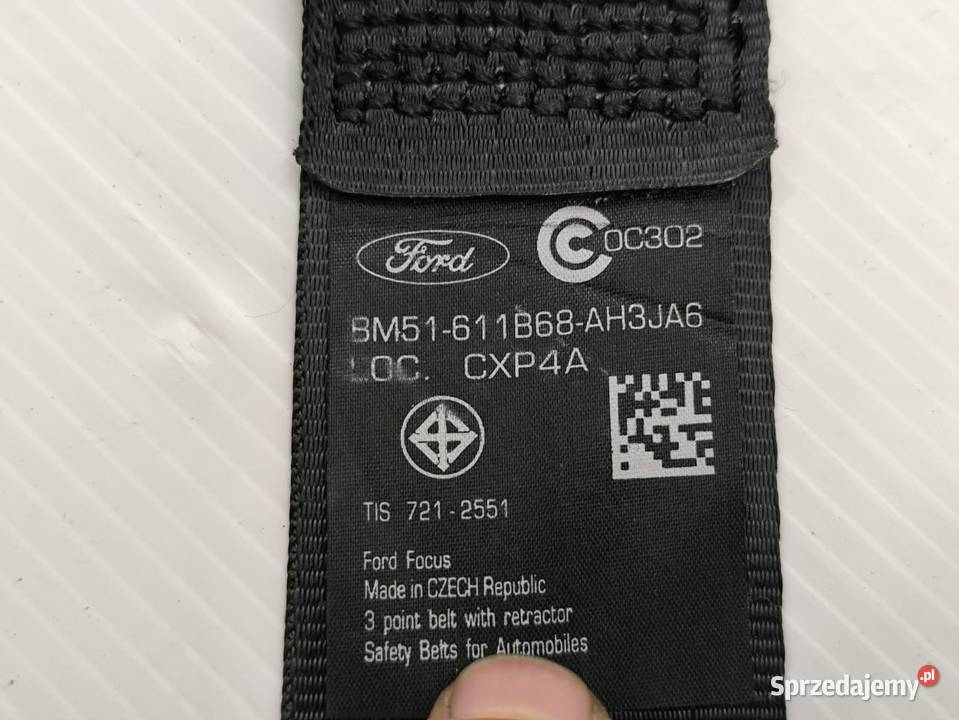 Ford
C 0C302
BM51-611B68-AH3JA6
LOC. CXP4A
TIS 721-2551
Ford Focus
Made in CZECH Republic
3 point belt with retractor
Safety Belts for Automobiles
Sprzedajemy.pl